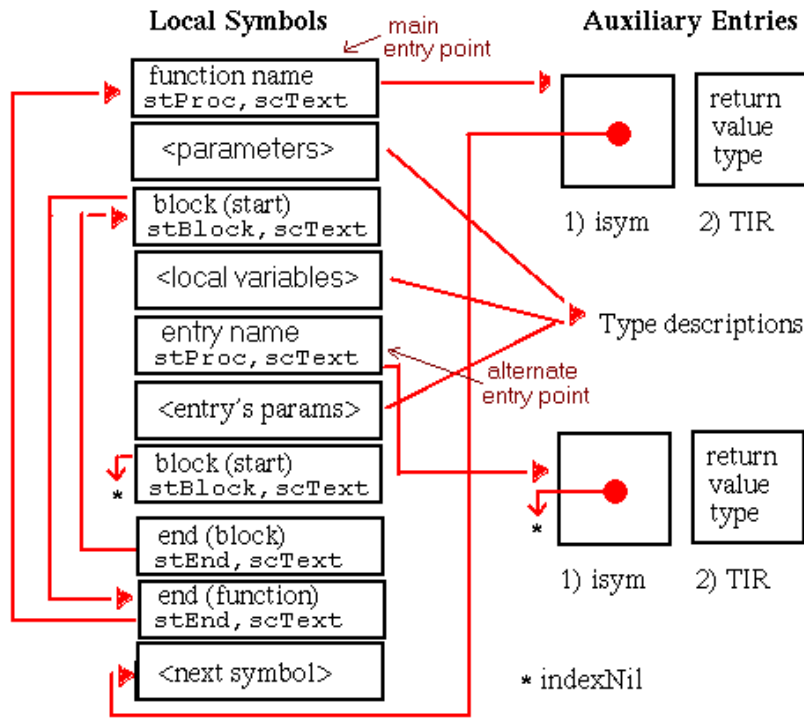 Local Symbols
Auxiliary Entries
main
entry point
function name
stProc, scText
<parameters>
block (start)
stBlock, scText
<local variables>
entry name
stProc, scText
alternate
entry point
<entry's params>
block (start)
stBlock, scText
*
end (block)
stEnd, scText
end (function)
stEnd, scText
<next symbol>
return
value
type
1) isym
2) TIR
Type descriptions
return
value
type
*
1) isym
2) TIR
* indexNil